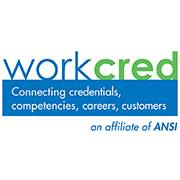 workcred
Connecting credentials,
competencies, careers, customers
an affiliate of ANSI